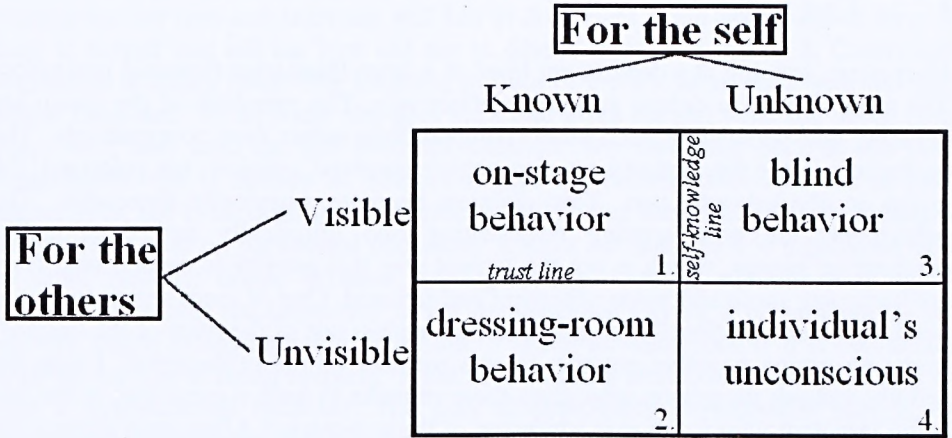 For the self
Known Unknown
on-stage
behavior
trust line
1.
self-knowledge
line
blind
behavior
3.
For the
others
Visible
Unvisible
dressing-room
behavior
2.
individual's
unconscious
4.